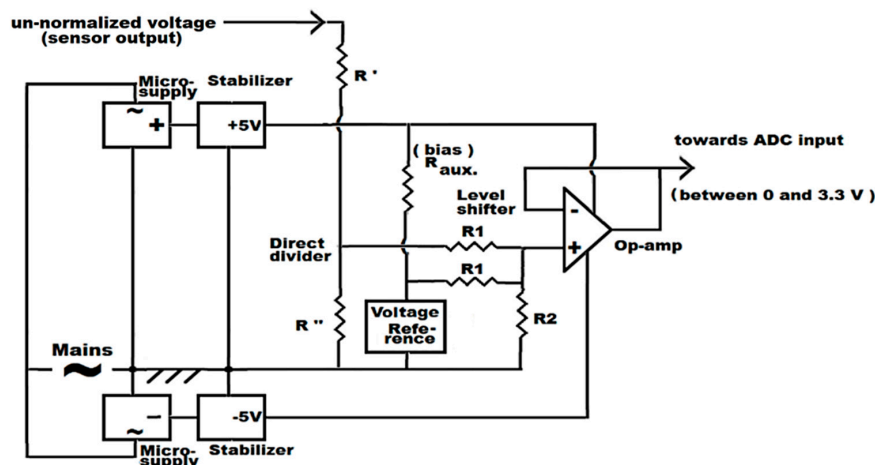 un-normalized voltage
(sensor output)
R '
Micro-
supply
Stabilizer
~
+
+5V
( bias )
R aux.
towards ADC input
(between 0 and 3.3 V )
Level
shifter
-
+
Op-amp
R1
Direct
divider
R1
R "
Voltage
Refe-
rence
R2
Mains
~
-
~
-5V
Micro-
supply
Stabilizer